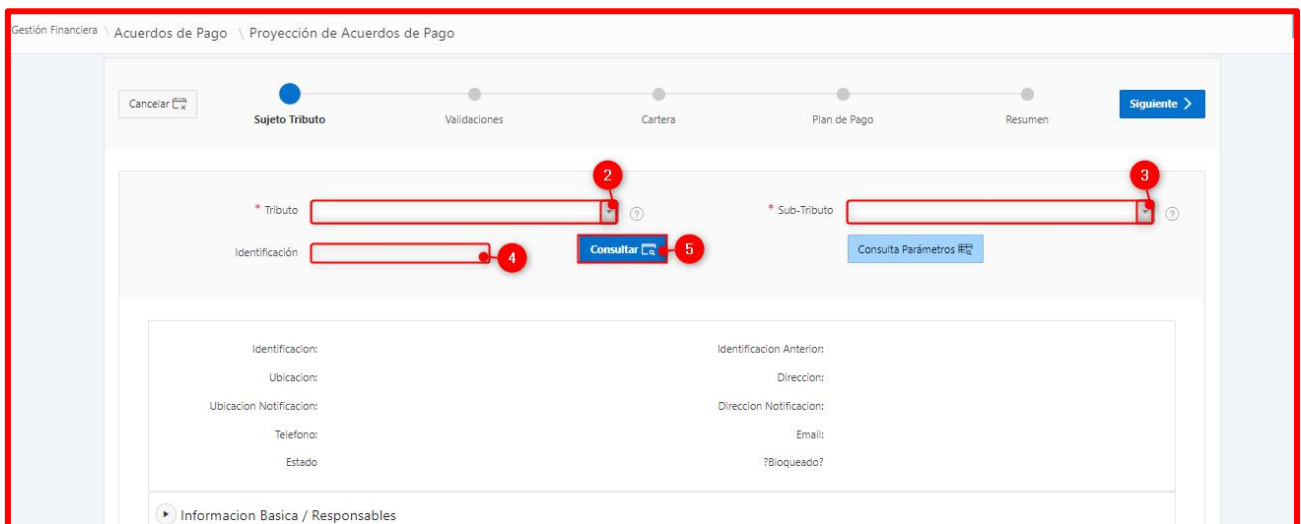 Gestión Financiera \ Acuerdos de Pago \ Proyección de Acuerdos de Pago
Cancelar
Sujeto Tributo
Validaciones
Cartera
Plan de Pago
Resumen
Siguiente >
2
3
* Tributo
?
* Sub-Tributo
?
Identificación
4
Consultar
5
Consulta Parámetros
Identificacion:
Identificacion Anterior:
Ubicacion:
Direccion:
Ubicacion Notificacion:
Direccion Notificacion:
Telefono:
Email:
Estado
?Bloqueado?
Informacion Basica / Responsables